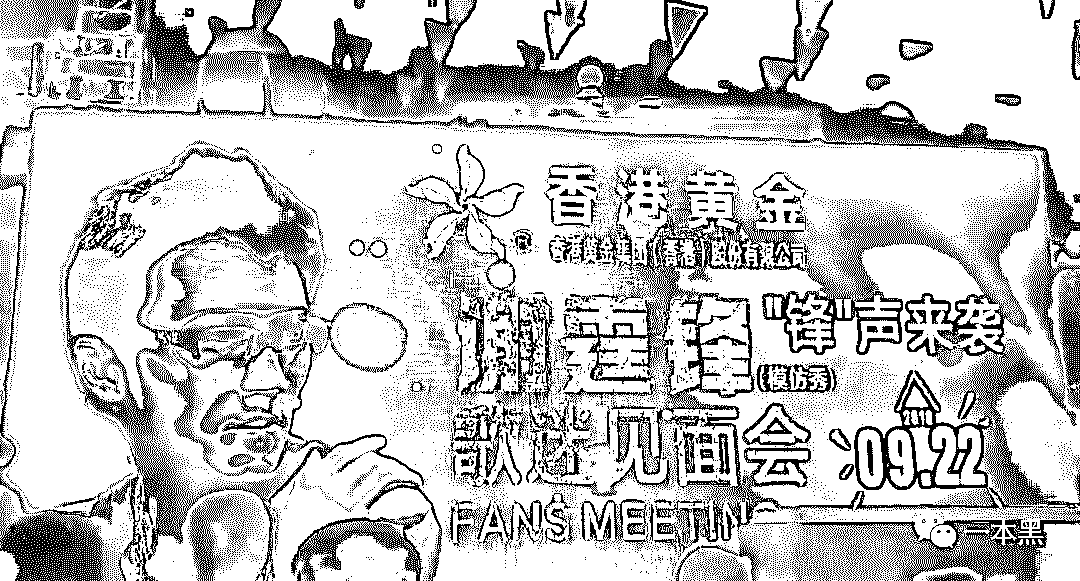 香港黄金
香港黄金集团(香港)股份有限公司
谢霆锋
"锋"声来袭
(模仿秀)
歌迷见面会
09.22
FANS MEETING
一本黑